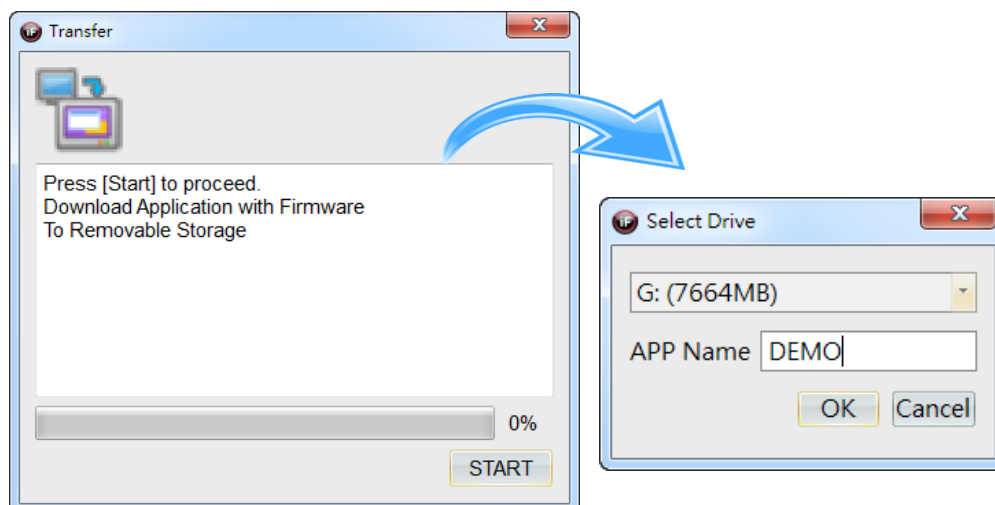 Transfer
Press [Start] to proceed.
Download Application with Firmware
To Removable Storage
0%
START
Select Drive
G: (7664MB)
APP Name DEMO
OK Cancel